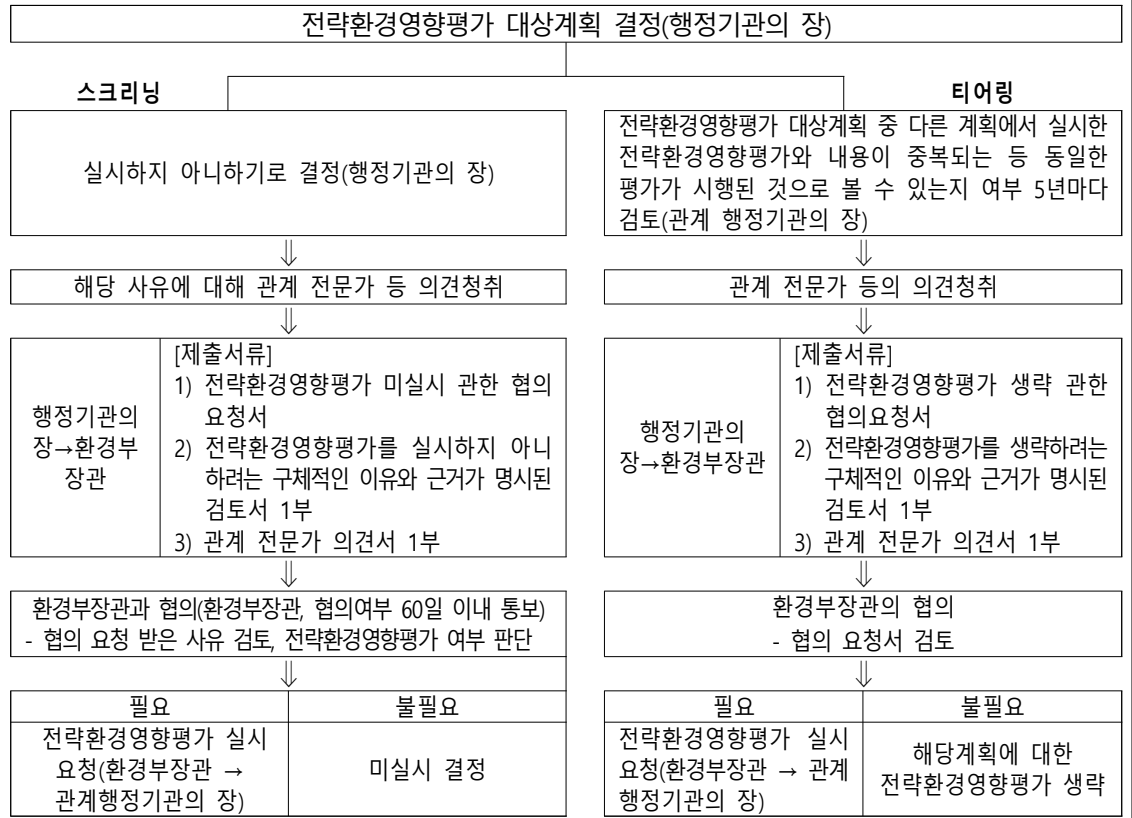 전략환경영향평가 대상계획 결정(행정기관의 장)
스크리닝
실시하지 아니하기로 결정(행정기관의 장)
⇓
해당 사유에 대해 관계 전문가 등 의견청취
⇓
행정기관의
장→환경부
장관
[제출서류]
1) 전략환경영향평가 미실시 관한 협의
요청서
2) 전략환경영향평가를 실시하지 아니
하려는 구체적인 이유와 근거가 명시된
검토서 1부
3) 관계 전문가 의견서 1부
⇓
환경부장관과 협의(환경부장관, 협의여부 60일 이내 통보)
- 협의 요청 받은 사유 검토, 전략환경영향평가 여부 판단
⇓
필요
전략환경영향평가 실시
요청(환경부장관 →
관계행정기관의 장)
불필요
미실시 결정
티어링
전략환경영향평가 대상계획 중 다른 계획에서 실시한
전략환경영향평가와 내용이 중복되는 등 동일한
평가가 시행된 것으로 볼 수 있는지 여부 5년마다
검토(관계 행정기관의 장)
⇓
관계 전문가 등의 의견청취
⇓
행정기관의
장→환경부장관
[제출서류]
1) 전략환경영향평가 생략 관한
협의요청서
2) 전략환경영향평가를 생략하려는
구체적인 이유와 근거가 명시된
검토서 1부
3) 관계 전문가 의견서 1부
⇓
환경부장관의 협의
- 협의 요청서 검토
⇓
필요
전략환경영향평가 실시
요청(환경부장관 → 관계
행정기관의 장)
불필요
해당계획에 대한
전략환경영향평가 생략